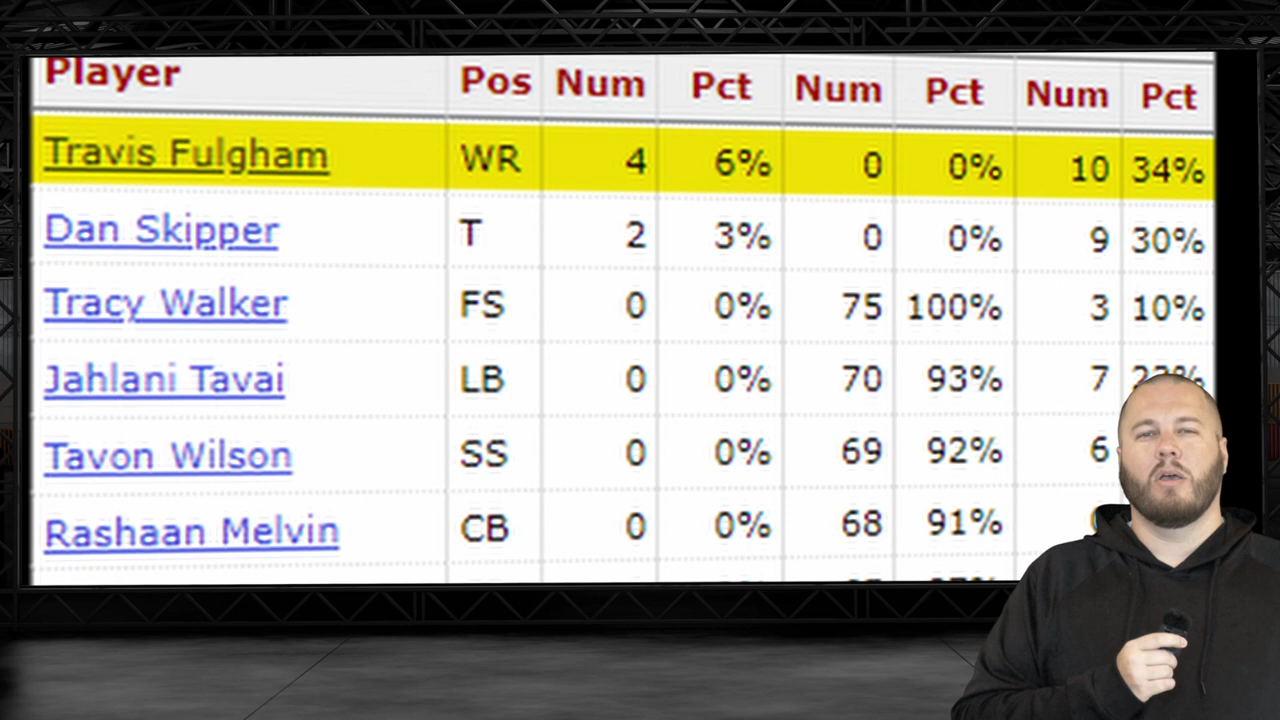 Player Pos Num Pct Num Pct Num Pct
Travis Fulgham WR 4 6% 0 0% 10 34%
Dan Skipper T 2 3% 0 0% 9 30%
Tracy Walker FS 0 0% 75 100% 3 10%
Jahlani Tavai LB 0 0% 70 93% 7
Tavon Wilson SS 0 0% 69 92% 6
Rashaan Melvin CB 0 0% 68 91%